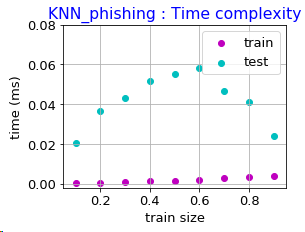 KNN_phishing : Time complexity
0.08
0.06
0.04
0.02
0.00
time (ms)
train
test
0.2 0.4 0.6 0.8
train size